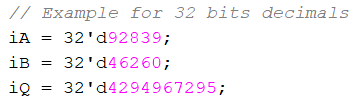 // Example for 32 bits decimals
iA = 32'd92839;
iB = 32'd46260;
iQ = 32'd4294967295;